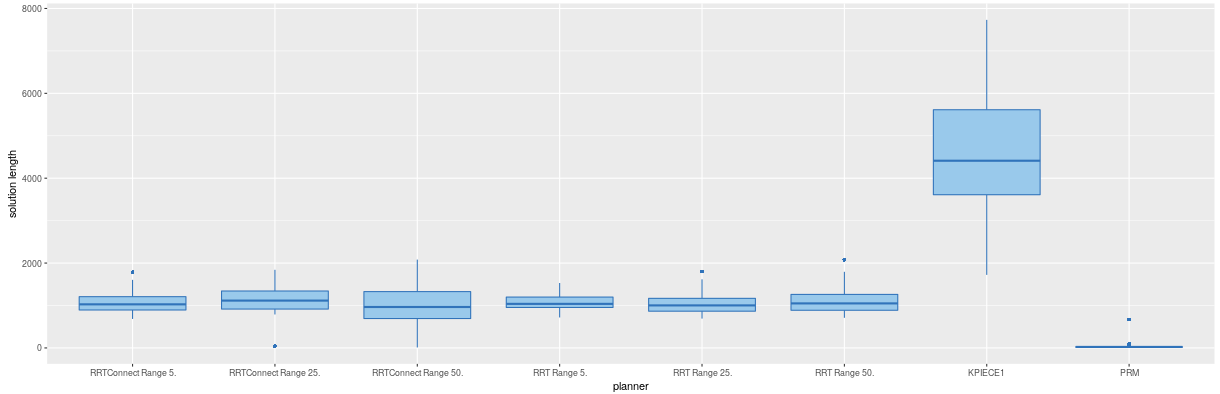 8000
6000
4000
2000
0
solution length
RRTConnect Range 5.
RRTConnect Range 25.
RRTConnect Range 50.
RRT Range 5.
RRT Range 25.
RRT Range 50.
KPIECE1
PRM
planner